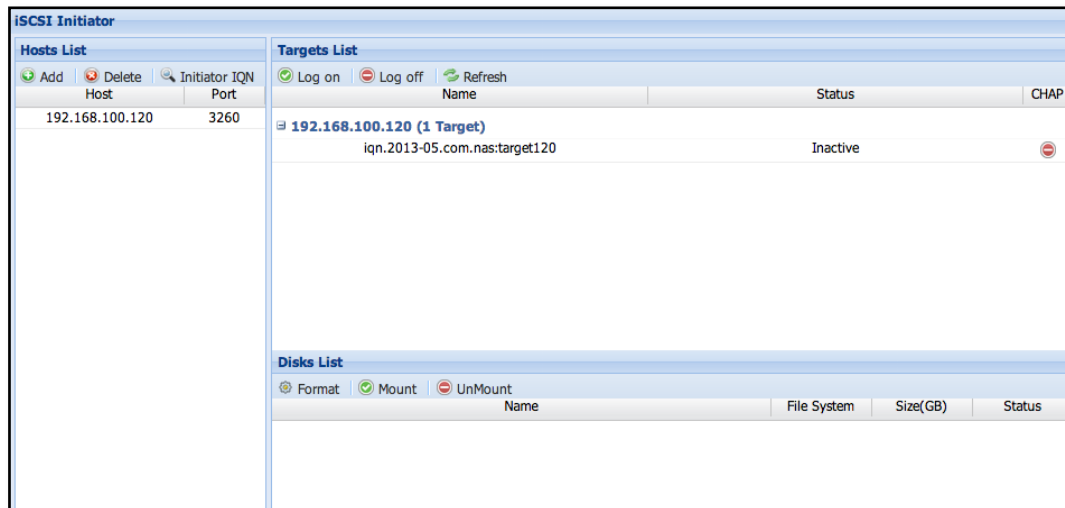 iSCSI Initiator
Hosts List
Add Delete Initiator IQN
Host Port
192.168.100.120 3260
Targets List
Log on Log off Refresh
Name Status CHAP
192.168.100.120 (1 Target)
iqn.2013-05.com.nas:target120 Inactive
Disks List
Format Mount UnMount
Name File System Size(GB) Status